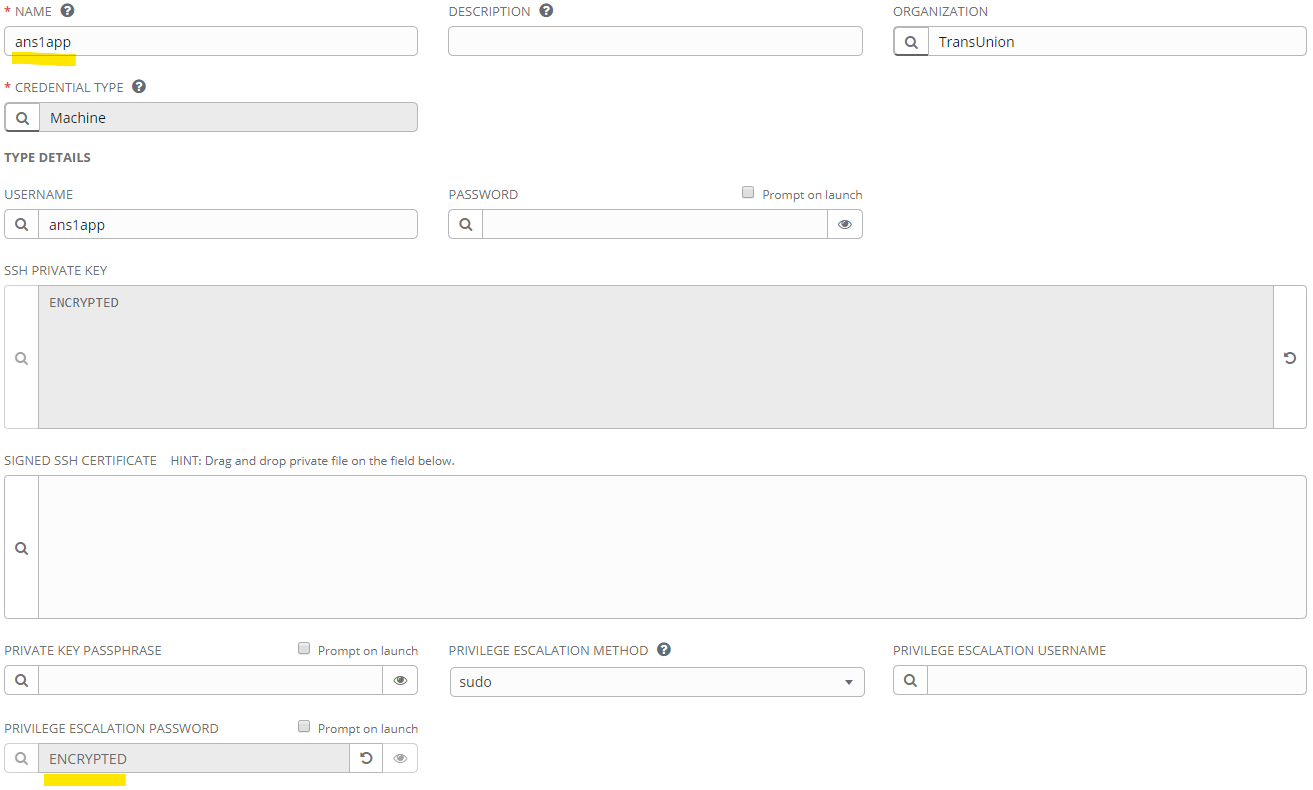 * NAME DESCRIPTION ORGANIZATION
ans1app TransUnion
* CREDENTIAL TYPE
Machine
TYPE DETAILS
USERNAME PASSWORD Prompt on launch
ans1app
SSH PRIVATE KEY
ENCRYPTED
SIGNED SSH CERTIFICATE HINT: Drag and drop private file on the field below.
PRIVATE KEY PASSPHRASE Prompt on launch PRIVILEGE ESCALATION METHOD PRIVILEGE ESCALATION USERNAME
sudo
PRIVILEGE ESCALATION PASSWORD Prompt on launch
ENCRYPTED